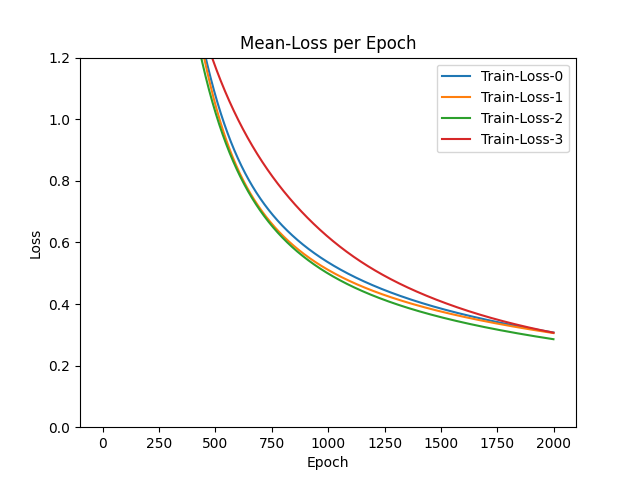 Mean-Loss per Epoch
1.2
1.0
0.8
0.6
0.4
0.2
0.0
Loss
Train-Loss-0
Train-Loss-1
Train-Loss-2
Train-Loss-3
0 250 500 750 1000 1250 1500 1750 2000
Epoch